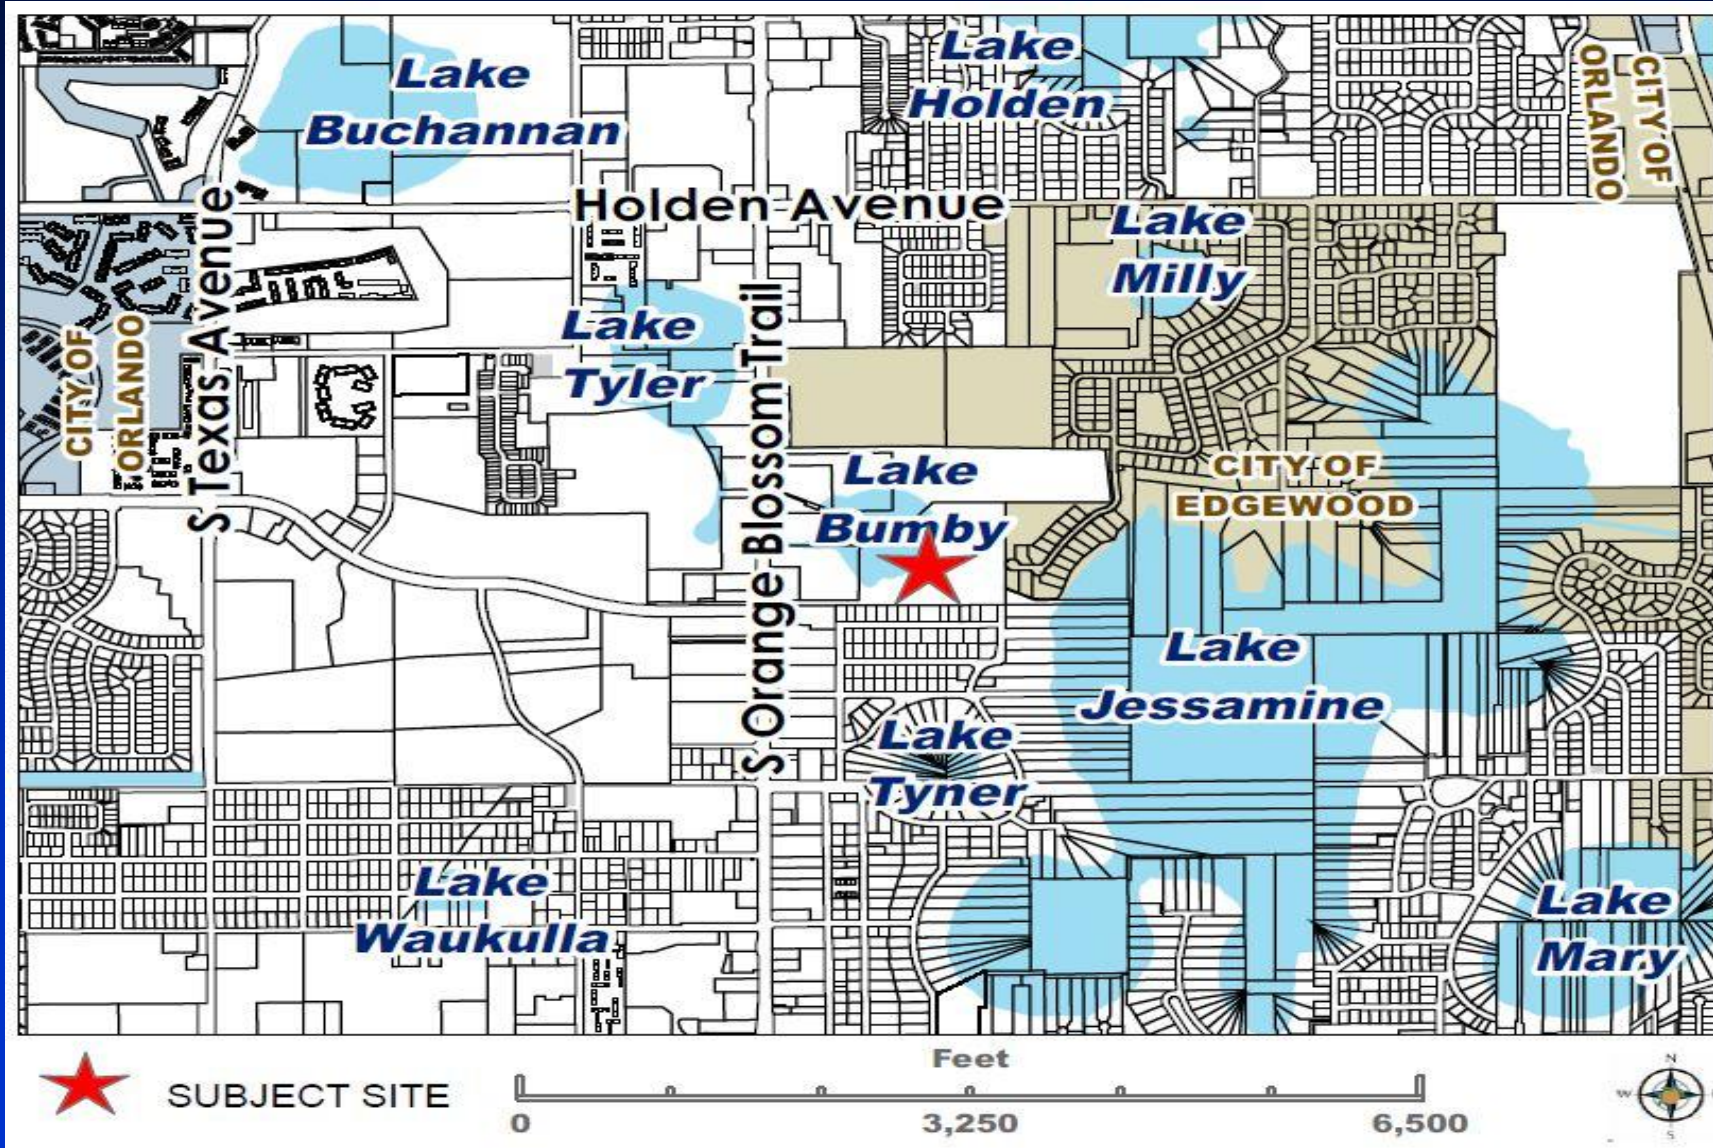 Lake
Buchannan
Lake
Holden
CITY OF
ORLANDO
Holden Avenue
Lake
Milly
S Texas Avenue
Lake
Tyler
S Orange Blossom Trail
CITY OF
ORLANDO
Lake
Bumby
CITY OF
EDGEWOOD
Lake
Jessamine
Lake
Tyner
Lake
Waukulla
Lake
Mary
SUBJECT SITE
Feet
0 3,250 6,500
N
W
S